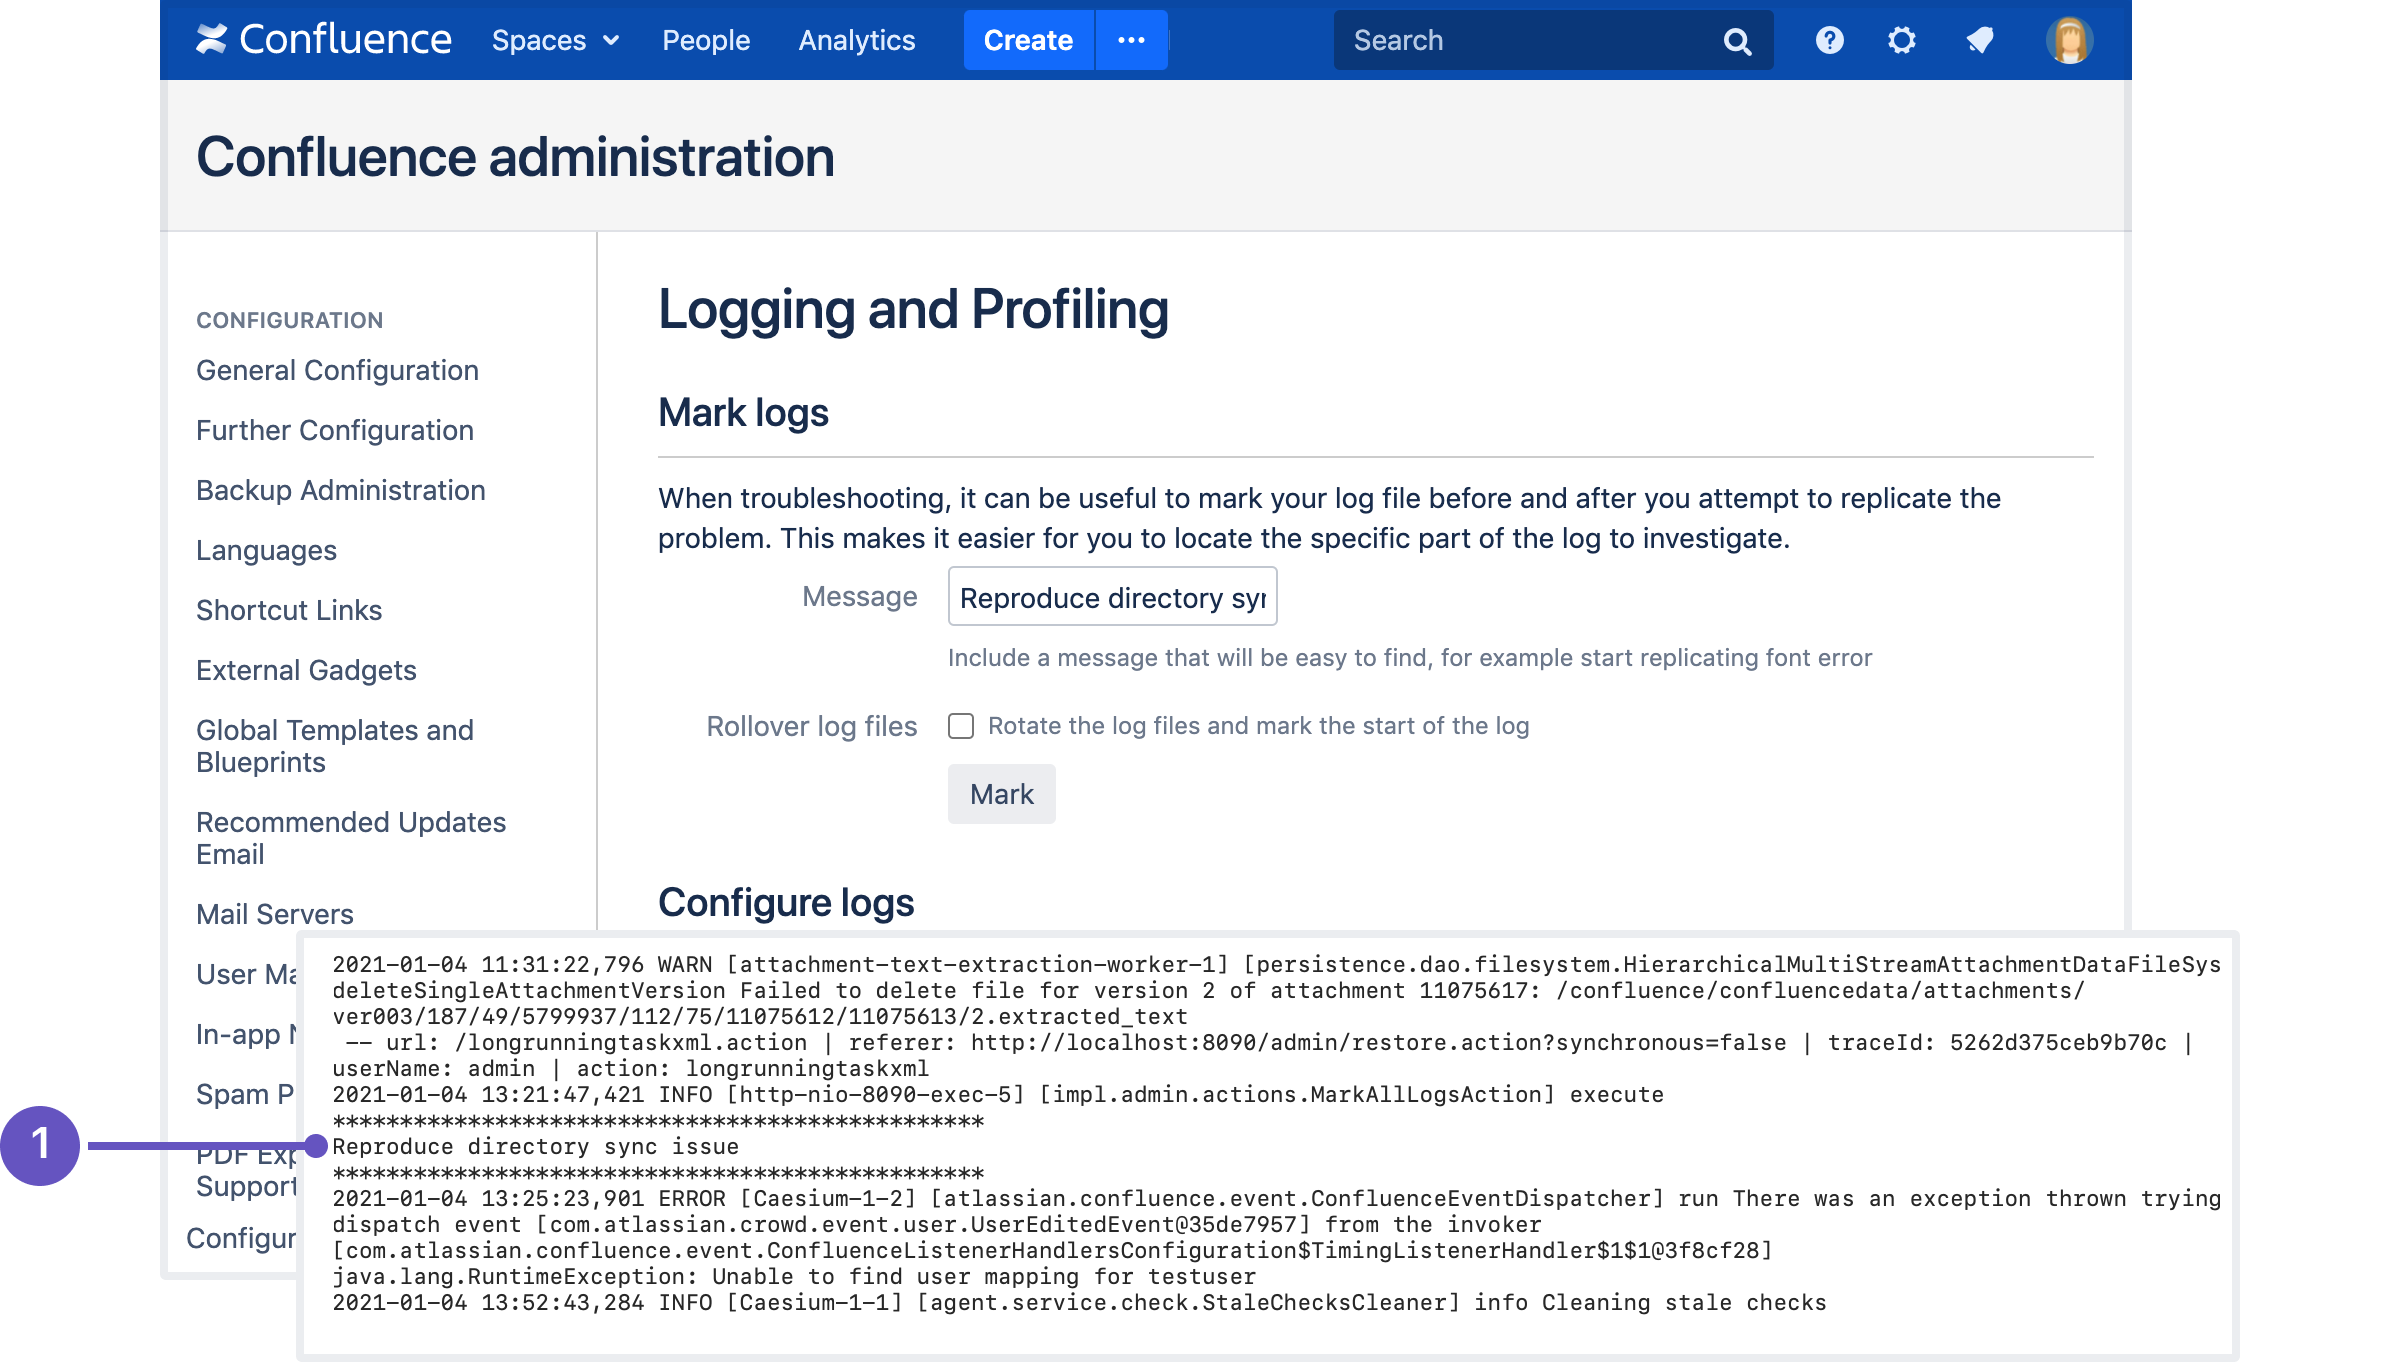 Confluence Spaces People Analytics Create ••• Search
Confluence administration
CONFIGURATION
General Configuration
Further Configuration
Backup Administration
Languages
Shortcut Links
External Gadgets
Global Templates and
Blueprints
Recommended Updates
Email
Mail Servers
User Ma
In-app N
Spam P
PDF Exp
Support
Configur
Logging and Profiling
Mark logs
When troubleshooting, it can be useful to mark your log file before and after you attempt to replicate the
problem. This makes it easier for you to locate the specific part of the log to investigate.
Message Reproduce directory syn
Include a message that will be easy to find, for example start replicating font error
Rollover log files Rotate the log files and mark the start of the log
Mark
Configure logs
2021-01-04 11:31:22,796 WARN [attachment-text-extraction-worker-1] [persistence.dao.filesystem.HierarchicalMultiStreamAttachmentDataFileSys
deleteSingleAttachmentVersion Failed to delete file for version 2 of attachment 11075617: /confluence/confluencedata/attachments/
ver003/187/49/5799937/112/75/11075612/11075613/2.extracted_text
-- url: /longrunningtaskxml.action | referer: http://localhost:8090/admin/restore.action?synchronous=false | traceId: 5262d375ceb9b70c |
userName: admin | action: longrunningtaskxml
2021-01-04 13:21:47,421 INFO [http-nio-8090-exec-5] [impl.admin.actions.MarkAllLogsAction] execute
************************************************
1 Reproduce directory sync issue
************************************************
2021-01-04 13:25:23,901 ERROR [Caesium-1-2] [atlassian.confluence.event.ConfluenceEventDispatcher] run There was an exception thrown trying
dispatch event [com.atlassian.crowd.event.user.UserEditedEvent@35de7957] from the invoker
[com.atlassian.confluence.event.ConfluenceListenerHandlersConfiguration$TimingListenerHandler$1$1@3f8cf28]
java.lang.RuntimeException: Unable to find user mapping for testuser
2021-01-04 13:52:43,284 INFO [Caesium-1-1] [agent.service.check.StaleChecksCleaner] info Cleaning stale checks